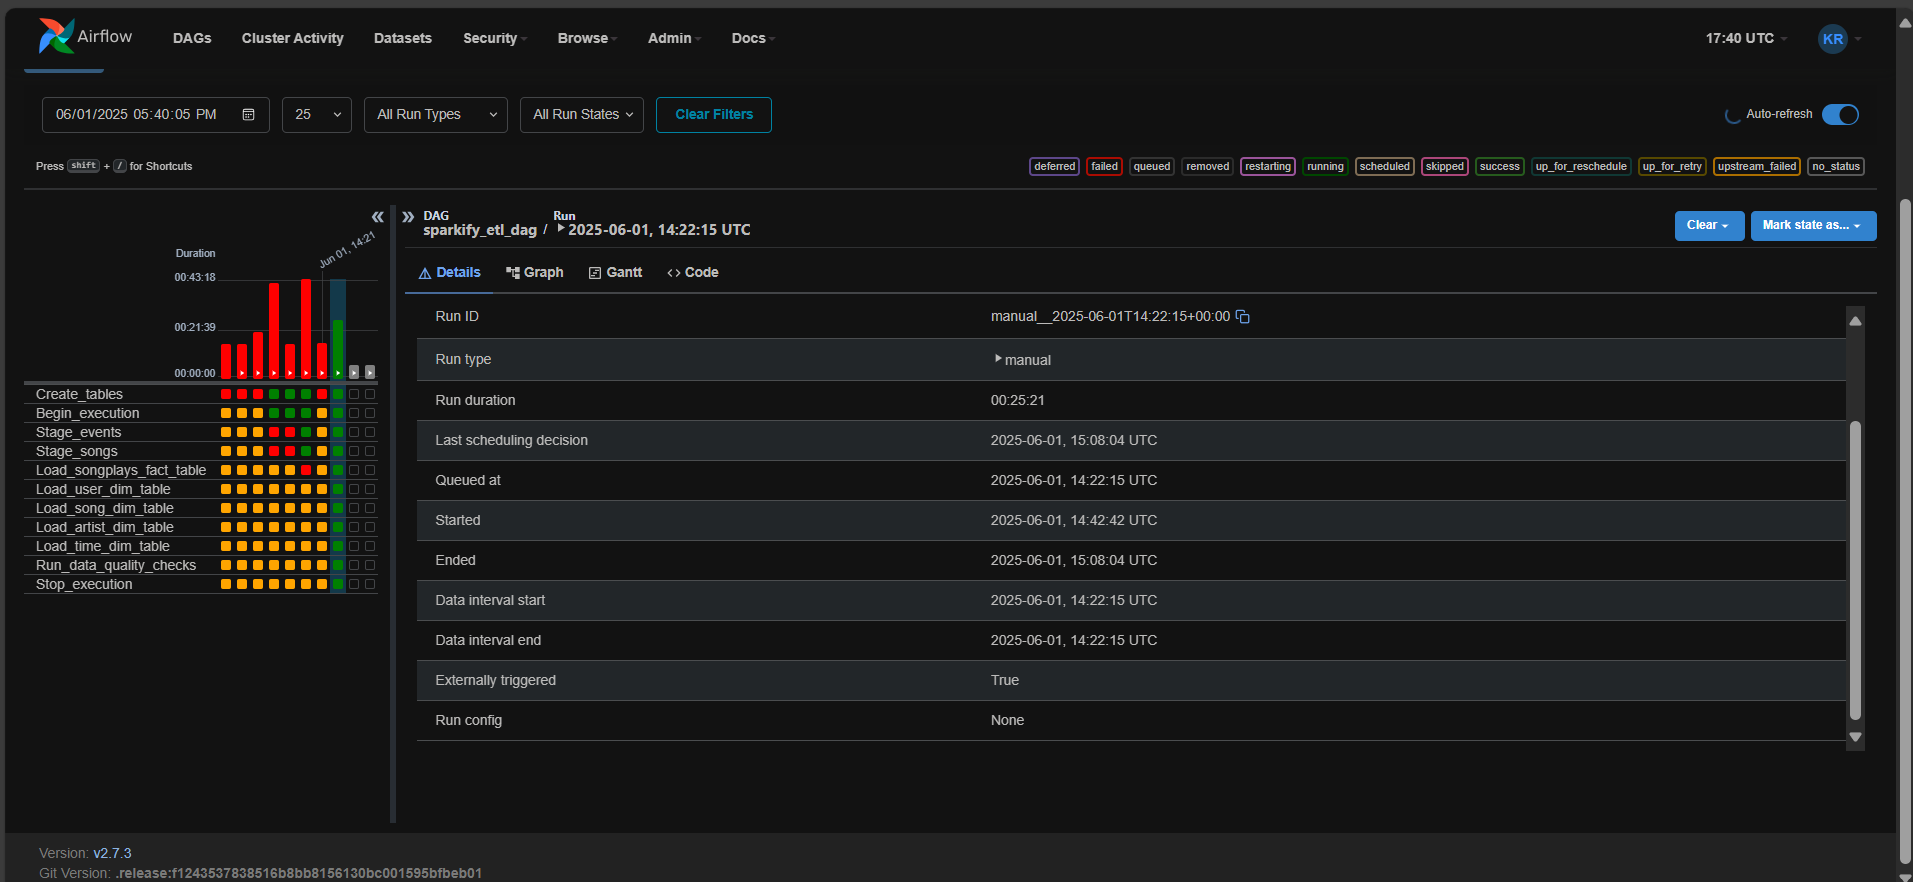 Airflow DAGs Cluster Activity Datasets Security Browse Admin Docs 17:40 UTC KR
06/01/2025 05:40:05 PM 25 All Run Types All Run States Clear Filters Auto-refresh
Press shift + / for Shortcuts deferred failed queued removed restarting running scheduled skipped success up_for_reschedule up_for_retry upstream_failed no_status
DAG Run
sparkify_etl_dag / 2025-06-01, 14:22:15 UTC Clear Mark state as...
Duration
Jun 01, 14:21
00:43:18
00:21:39
00:00:00
Create_tables
Begin_execution
Stage_events
Stage_songs
Load_songplays_fact_table
Load_user_dim_table
Load_song_dim_table
Load_artist_dim_table
Load_time_dim_table
Run_data_quality_checks
Stop_execution
Details Graph Gantt Code
Run ID manual__2025-06-01T14:22:15+00:00
Run type manual
Run duration 00:25:21
Last scheduling decision 2025-06-01, 15:08:04 UTC
Queued at 2025-06-01, 14:22:15 UTC
Started 2025-06-01, 14:42:42 UTC
Ended 2025-06-01, 15:08:04 UTC
Data interval start 2025-06-01, 14:22:15 UTC
Data interval end 2025-06-01, 14:22:15 UTC
Externally triggered True
Run config None
Version: v2.7.3
Git Version: .release:f1243537838516b8bb8156130bc001595bfbeb01